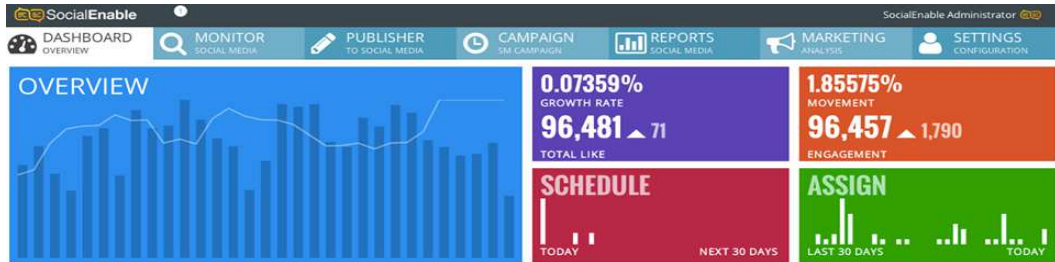 SocialEnable
1
SocialEnable Administrator
DASHBOARD
OVERVIEW
MONITOR
SOCIAL MEDIA
PUBLISHER
TO SOCIAL MEDIA
CAMPAIGN
SM CAMPAIGN
REPORTS
SOCIAL MEDIA
MARKETING
ANALYSIS
SETTINGS
CONFIGURATION
OVERVIEW
0.07359%
GROWTH RATE
96,481 71
TOTAL LIKE
1.85575%
MOVEMENT
96,457 1,790
ENGAGEMENT
SCHEDULE
TODAY NEXT 30 DAYS
ASSIGN
LAST 30 DAYS TODAY